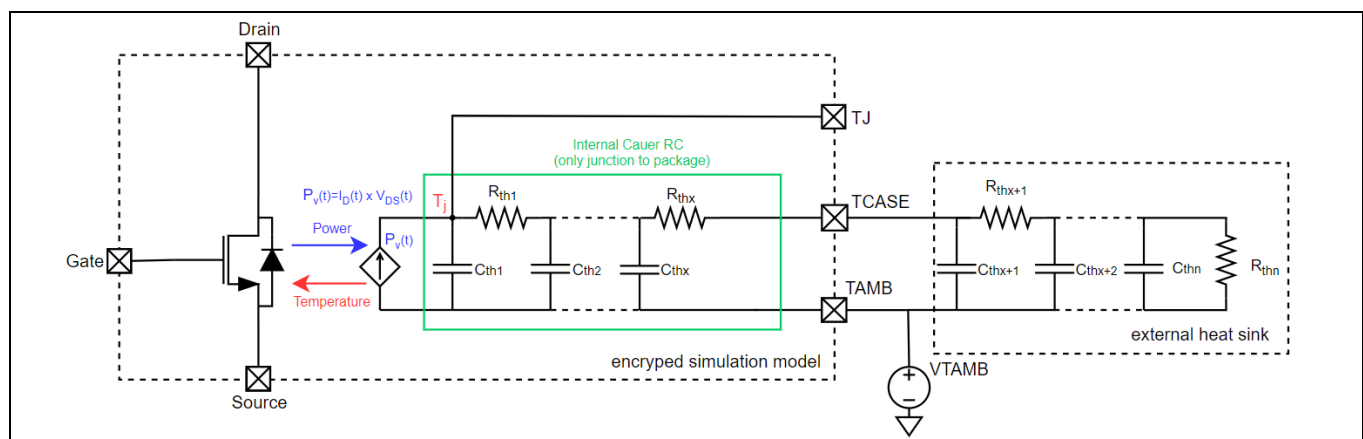 Drain
TJ
Internal Cauer RC
(only junction to package)
Pv(t)=ID(t) x VDS(t)
Power
Tj
Rth1
Rthx
TCASE
Rthx+1
Gate
Pv(t)
Cth1
Cth2
Cthx
Cthx+1
Cthx+2
Cthn
Rthn
Temperature
TAMB
external heat sink
encryped simulation model
VTAMB
Source